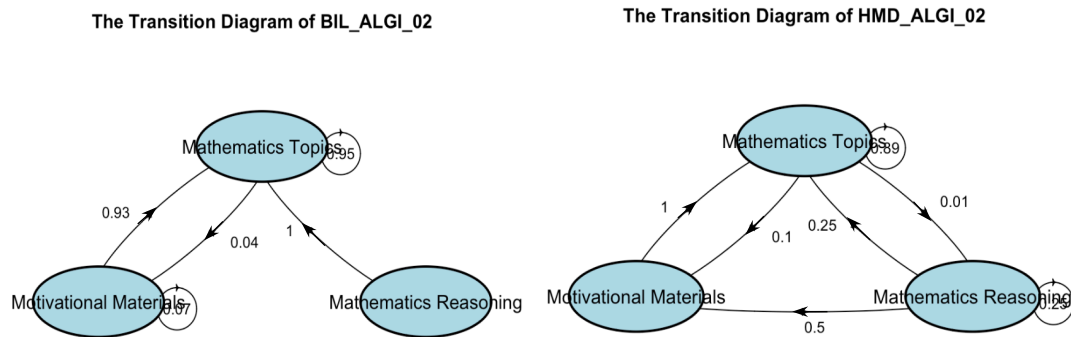 The Transition Diagram of BIL_ALGI_02
Mathematics Topics
0.95
0.93
0.04
1
Motivational Materials
0.07
Mathematics Reasoning
The Transition Diagram of HMD_ALGI_02
Mathematics Topics
0.89
1
0.1
0.25
0.01
Motivational Materials
Mathematics Reasoning
0.25
0.5